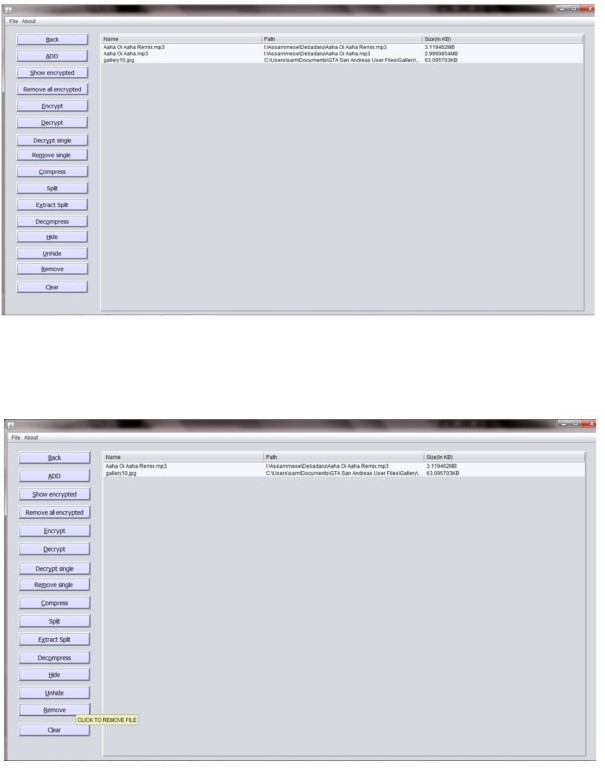 File About
Back
Name Path Size(In KB)
Aaha Oi Aaha Remix.mp3 I:\Assammese\Debadaru\Aaha Oi Aaha Remix.mp3 3.119462MB
Aaha Oi Aaha.mp3 I:\Assammese\Debadaru\Aaha Oi Aaha.mp3 2.9990854MB
gallery10.jpg C:\Users\sam\Documents\GTA San Andreas User Files\Gallery\... 63.095703KB
ADD
Show encrypted
Remove all encrypted
Encrypt
Decrypt
Decrypt single
Remove single
Compress
Split
Extract Split
Decompress
Hide
Unhide
Remove
Clear
File About
Back
Name Path Size(In KB)
Aaha Oi Aaha Remix.mp3 I:\Assammese\Debadaru\Aaha Oi Aaha Remix.mp3 3.119462MB
gallery10.jpg C:\Users\sam\Documents\GTA San Andreas User Files\Gallery\... 63.095703KB
ADD
Show encrypted
Remove all encrypted
Encrypt
Decrypt
Decrypt single
Remove single
Compress
Split
Extract Split
Decompress
Hide
Unhide
Remove
CLICK TO REMOVE FILE
Clear